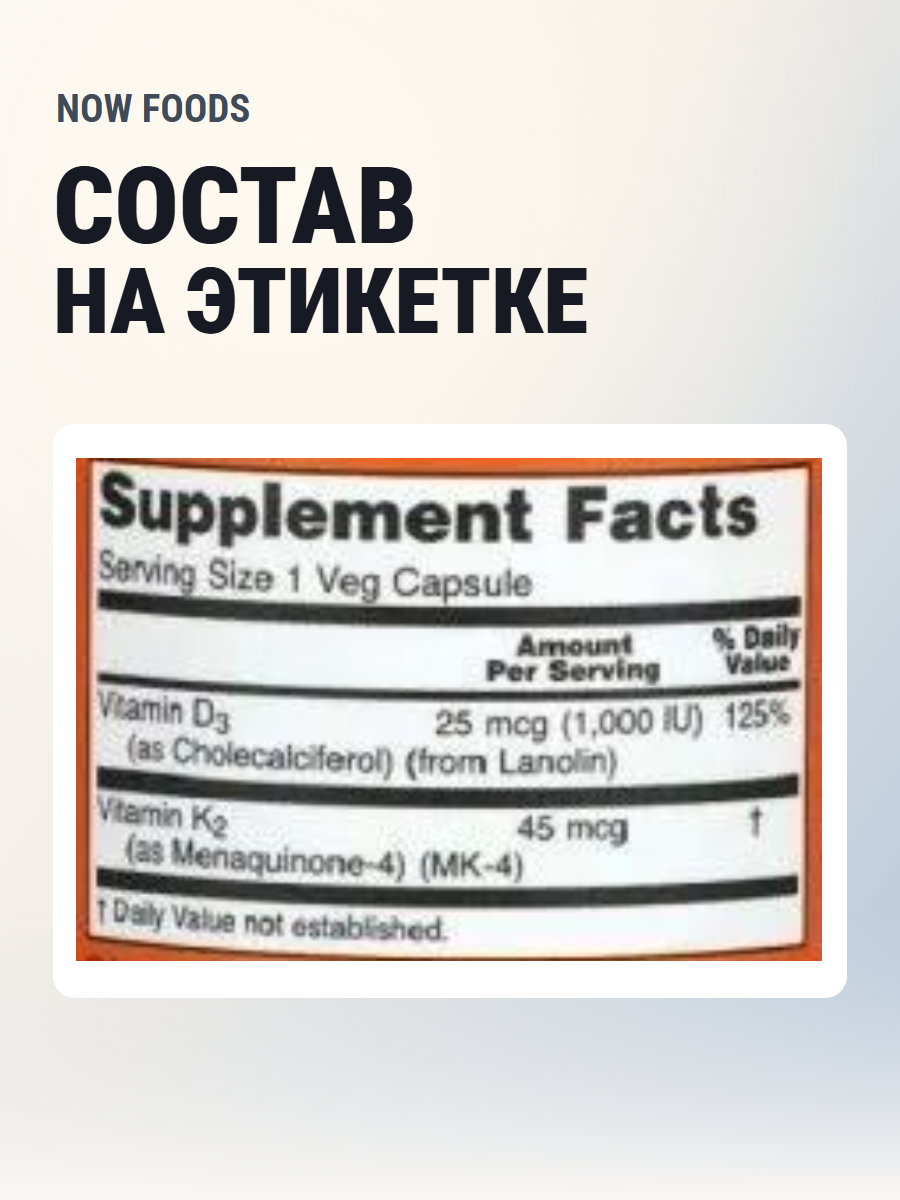 NOW FOODS
СОСТАВ
НА ЭТИКЕТКЕ
Supplement Facts
Serving Size 1 Veg Capsule
Amount Per Serving
% Daily Value
Vitamin D3 25 mcg (1,000 IU) 125%
(as Cholecalciferol) (from Lanolin)
Vitamin K2 45 mcg †
(as Menaquinone-4) (MK-4)
† Daily Value not established.